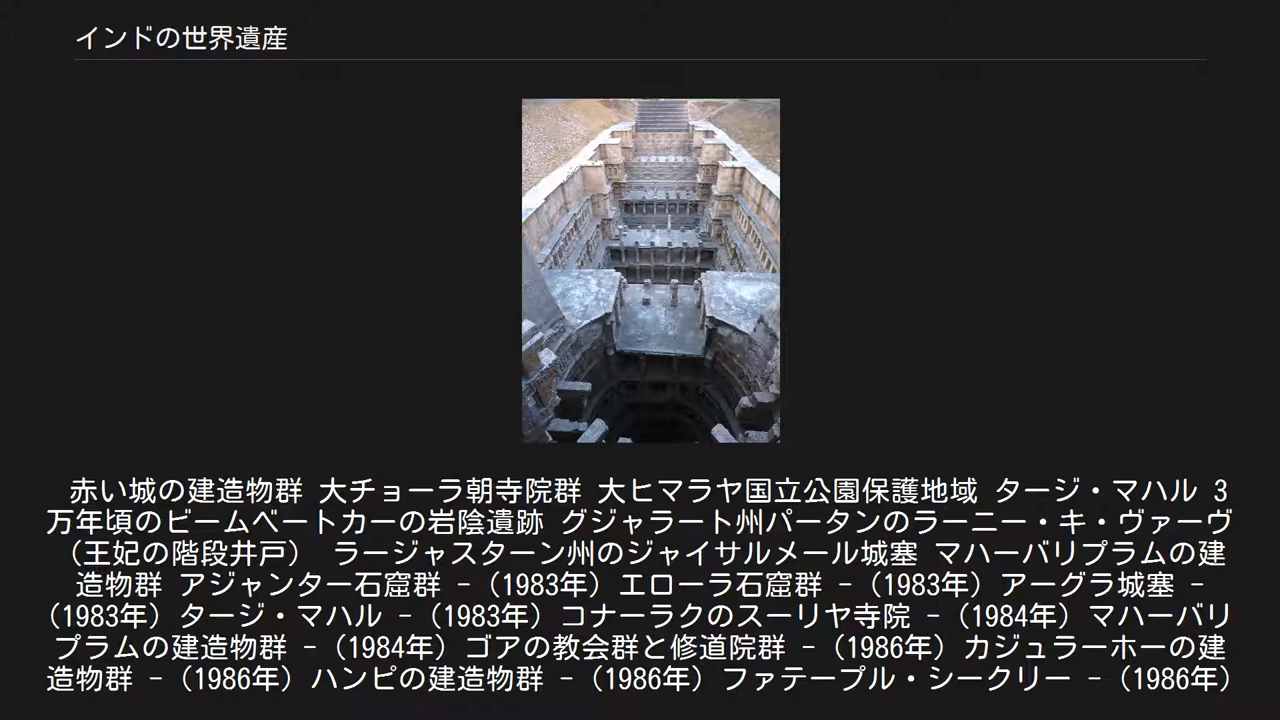 インドの世界遺産
赤い城の建造物群 大チョーラ朝寺院群 大ヒマラヤ国立公園保護地域 タージ・マハル 3
万年頃のビームベートカーの岩陰遺跡 グジャラート州パータンのラーニー・キ・ヴァーヴ
（王妃の階段井戸） ラージャスターン州のジャイサルメール城塞 マハーバリプラムの建
造物群 アジャンター石窟群 -（1983年）エローラ石窟群 -（1983年）アーグラ城塞 -
（1983年）タージ・マハル -（1983年）コナーラクのスーリヤ寺院 -（1984年）マハーバリ
プラムの建造物群 -（1984年）ゴアの教会群と修道院群 -（1986年）カジュラーホーの建
造物群 -（1986年）ハンピの建造物群 -（1986年）ファテープル・シークリー -（1986年）